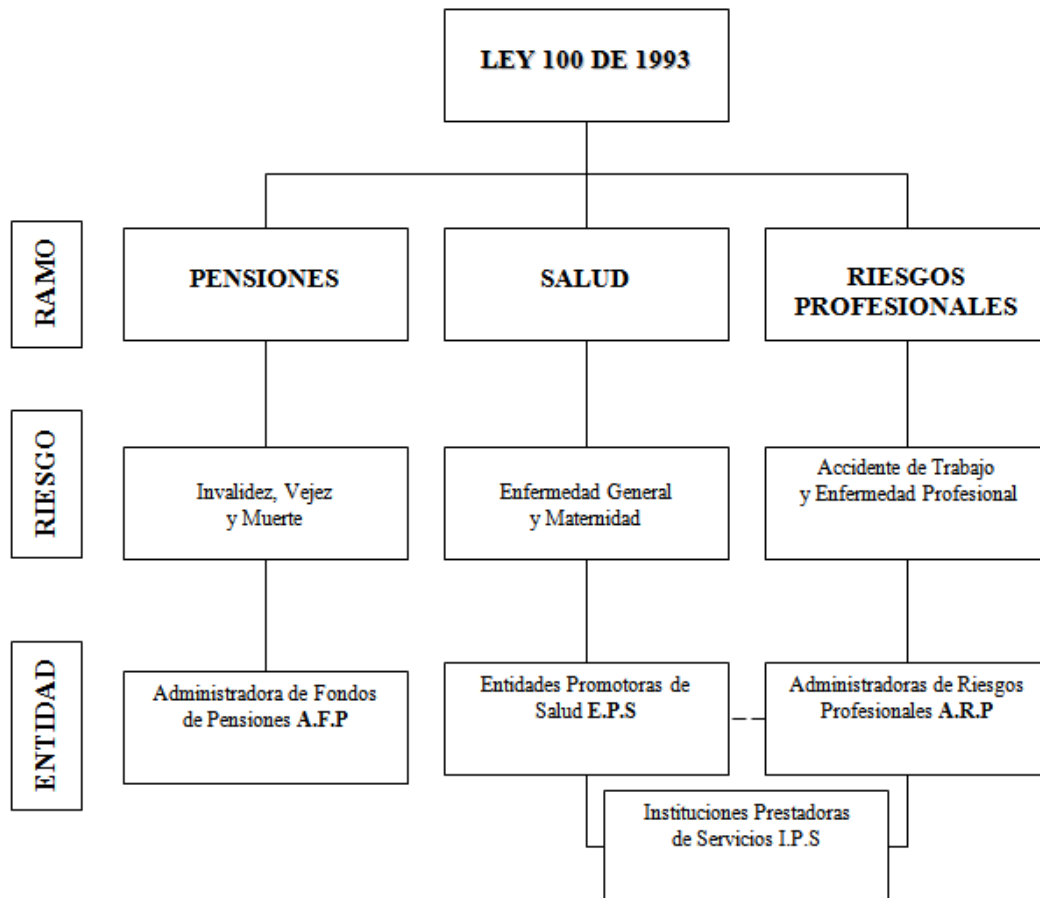 LEY 100 DE 1993
RAMO
PENSIONES
SALUD
RIESGOS
PROFESIONALES
RIESGO
Invalidez, Vejez
y Muerte
Enfermedad General
y Maternidad
Accidente de Trabajo
y Enfermedad Profesional
ENTIDAD
Administradora de Fondos
de Pensiones A.F.P
Entidades Promotoras de
Salud E.P.S
Administradoras de Riesgos
Profesionales A.R.P
Instituciones Prestadoras
de Servicios I.P.S